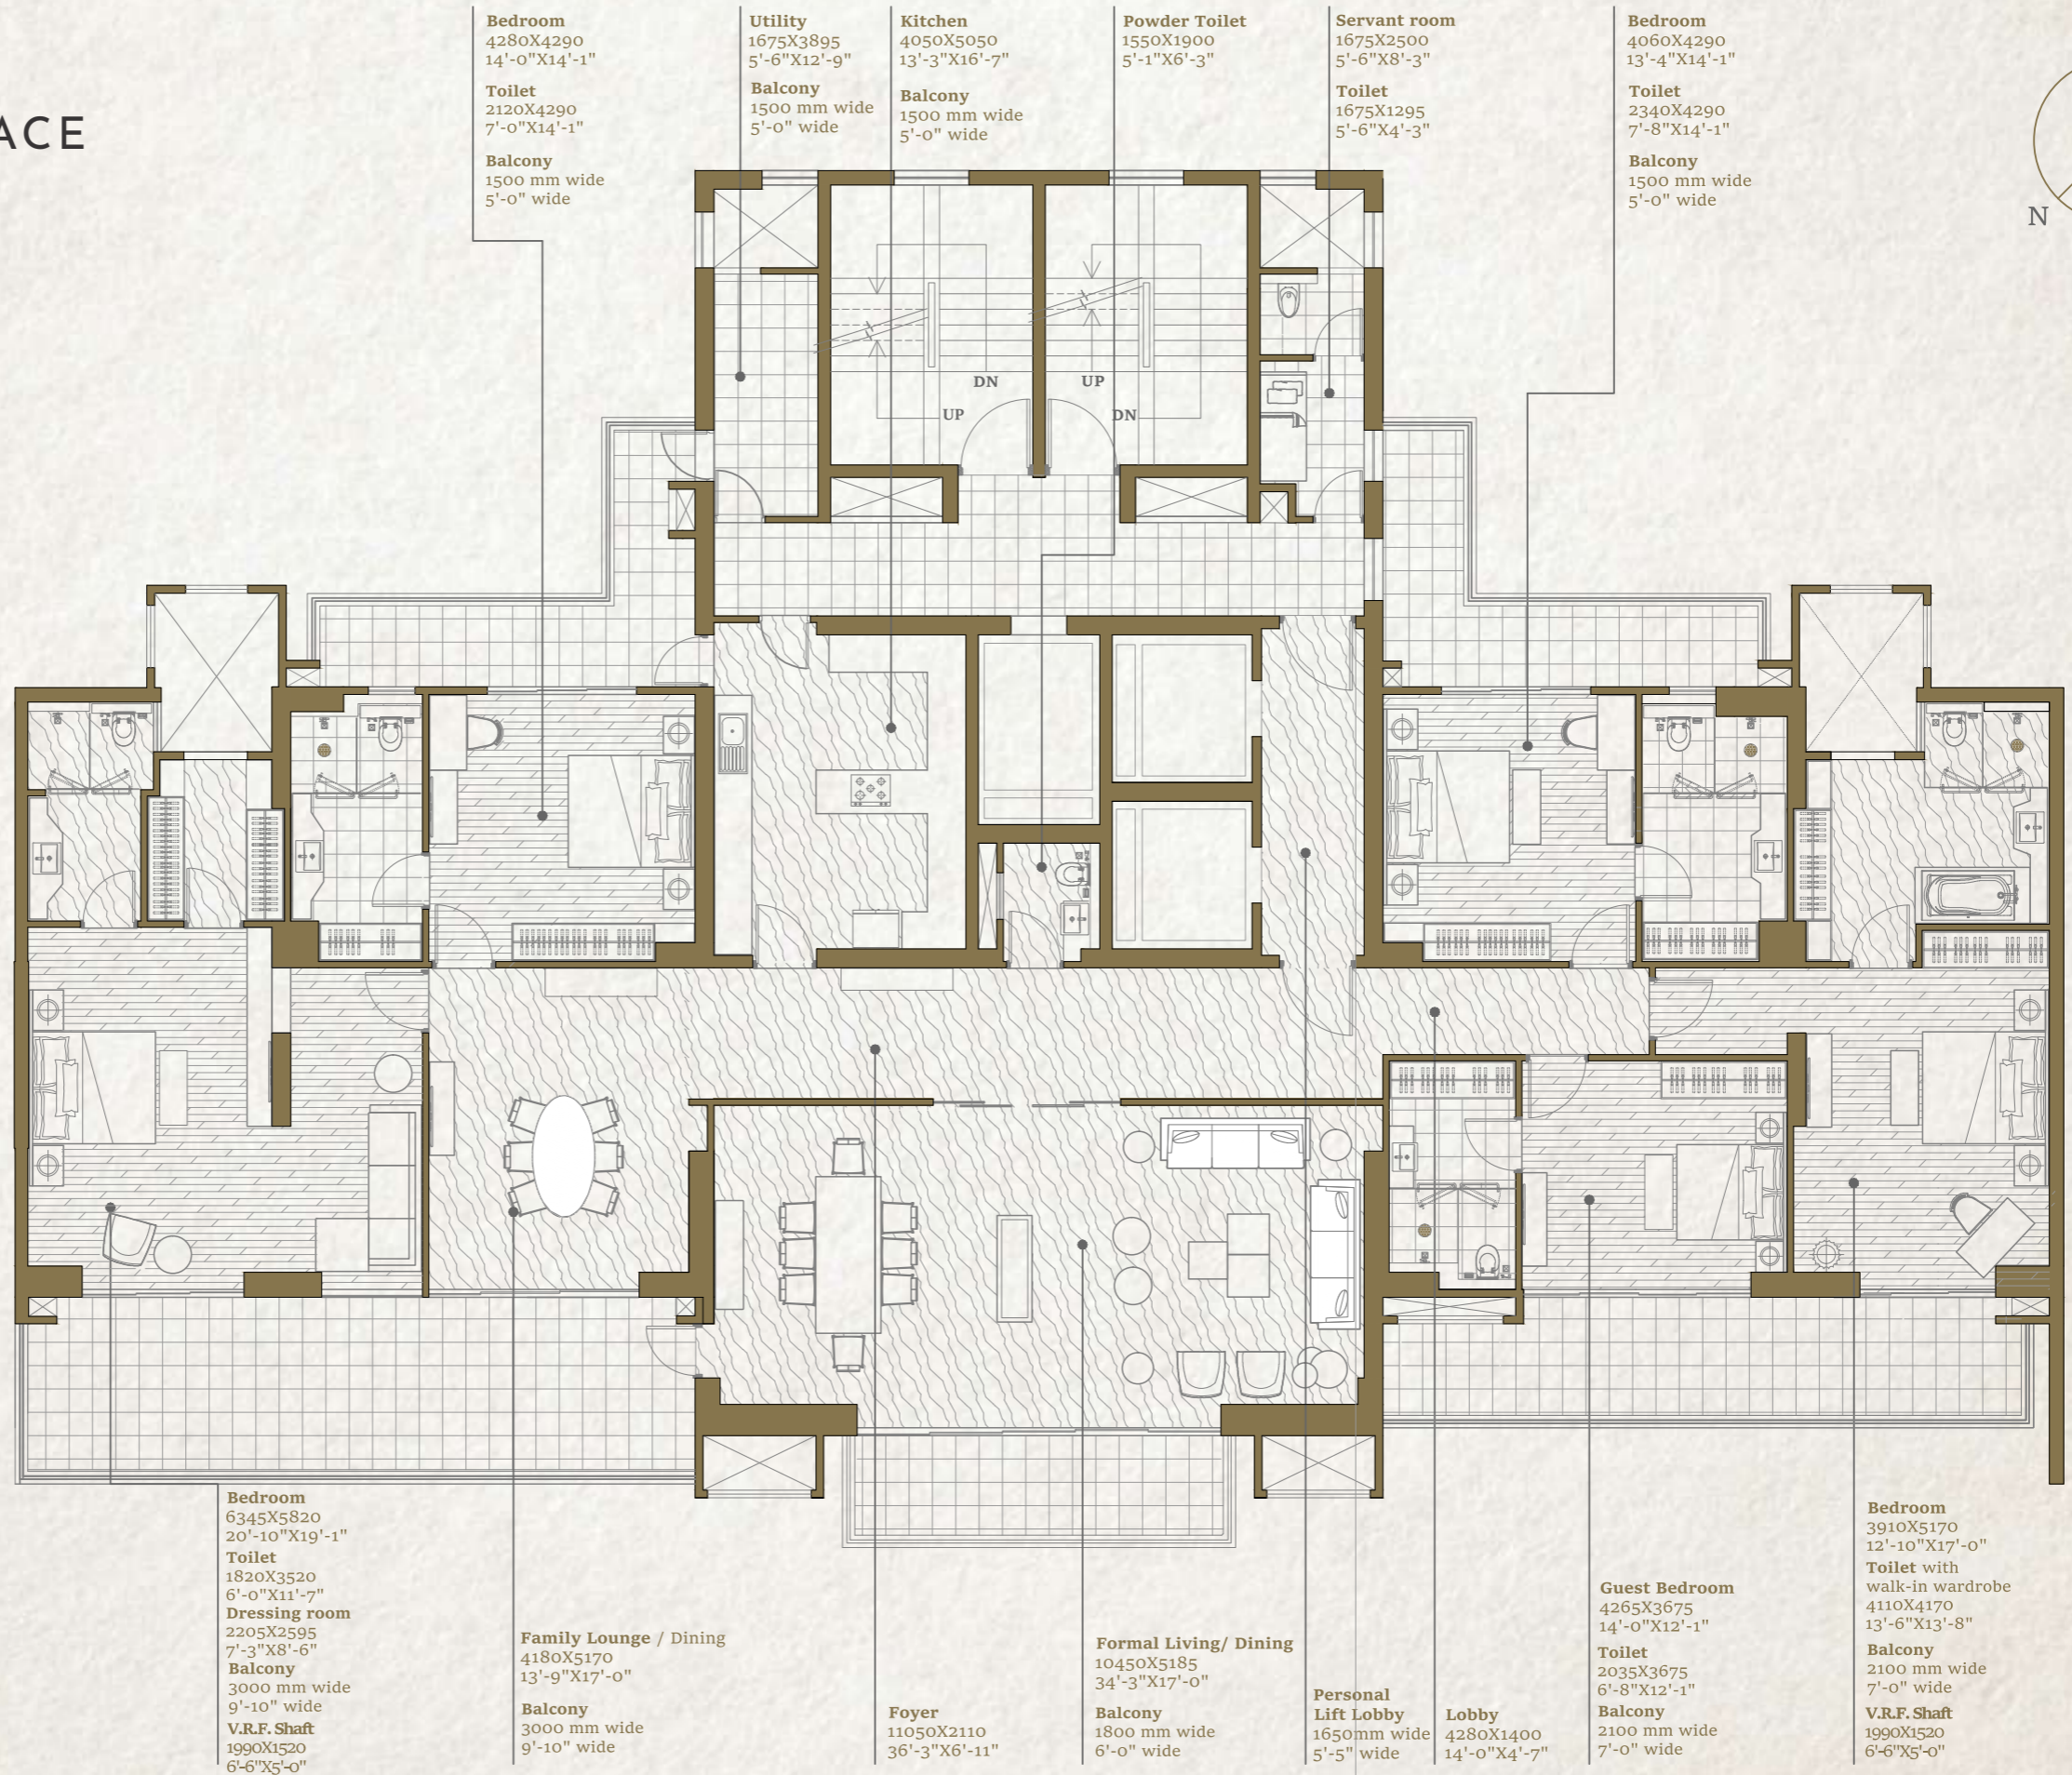 ACE
Bedroom
4280X4290
14'-0"X14'-1"
Toilet
2120X4290
7'-0"X14'-1"
Balcony
1500 mm wide
5'-0" wide
Utility
1675X3895
5'-6"X12'-9"
Balcony
1500 mm wide
5'-0" wide
Kitchen
4050X5050
13'-3"X16'-7"
Balcony
1500 mm wide
5'-0" wide
Powder Toilet
1550X1900
5'-1"X6'-3"
Servant room
1675X2500
5'-6"X8'-3"
Toilet
1675X1295
5'-6"X4'-3"
Bedroom
4060X4290
13'-4"X14'-1"
Toilet
2340X4290
7'-8"X14'-1"
Balcony
1500 mm wide
5'-0" wide
N
DN
UP
UP
DN
Bedroom
6345X5820
20'-10"X19'-1"
Toilet
1820X3520
6'-0"X11'-7"
Dressing room
2205X2595
7'-3"X8'-6"
Balcony
3000 mm wide
9'-10" wide
V.R.F. Shaft
1990X1520
6'-6"X5'-0"
Family Lounge / Dining
4180X5170
13'-9"X17'-0"
Balcony
3000 mm wide
9'-10" wide
Foyer
11050X2110
36'-3"X6'-11"
Formal Living/ Dining
10450X5185
34'-3"X17'-0"
Balcony
1800 mm wide
6'-0" wide
Personal
Lift Lobby
1650mm wide
5'-5" wide
Lobby
4280X1400
14'-0"X4'-7"
Guest Bedroom
4265X3675
14'-0"X12'-1"
Toilet
2035X3675
6'-8"X12'-1"
Balcony
2100 mm wide
7'-0" wide
Bedroom
3910X5170
12'-10"X17'-0"
Toilet with
walk-in wardrobe
4110X4170
13'-6"X13'-8"
Balcony
2100 mm wide
7'-0" wide
V.R.F. Shaft
1990X1520
6'-6"X5'-0"